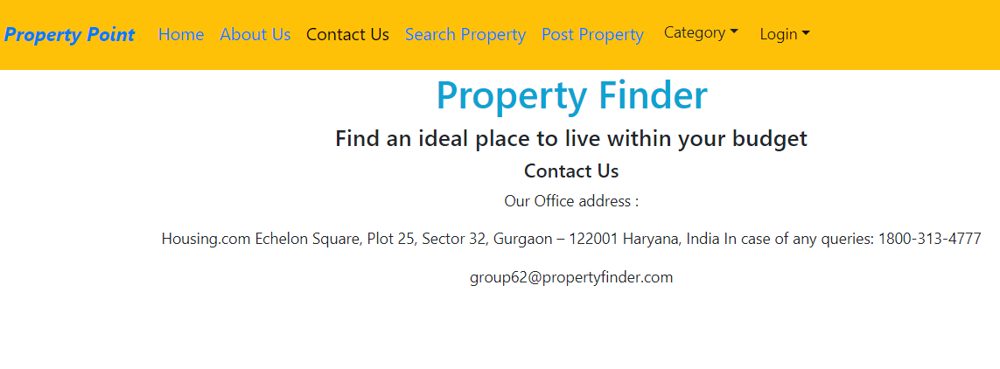 Property Point Home About Us Contact Us Search Property Post Property Category Login
Property Finder
Find an ideal place to live within your budget
Contact Us
Our Office address :
Housing.com Echelon Square, Plot 25, Sector 32, Gurgaon – 122001 Haryana, India In case of any queries: 1800-313-4777
group62@propertyfinder.com